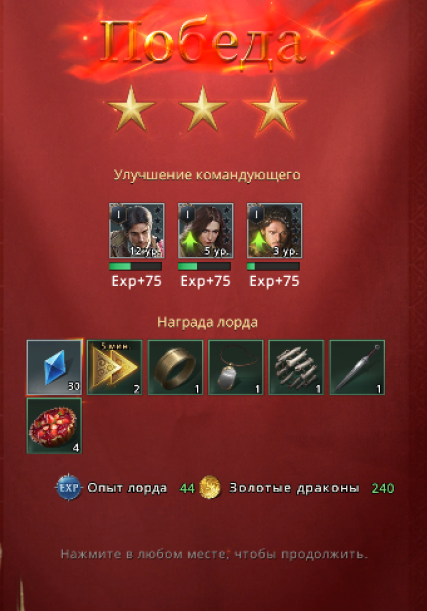 Победа
Улучшение командующего
I I I
12 ур. 5 ур. 3 ур.
Exp+75 Exp+75 Exp+75
Награда лорда
5 мин.
30 2 1 1 1 1
4
EXP Опыт лорда 44 Золотые драконы 240
Нажмите в любом месте, чтобы продолжить.